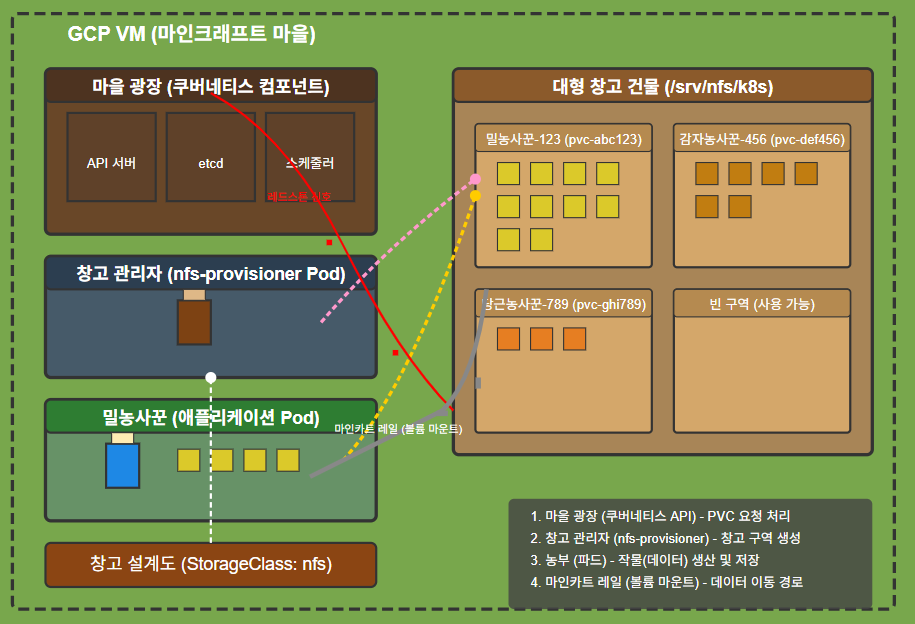 GCP VM (마인크래프트 마을)
마을 광장 (쿠버네티스 컴포넌트)
API 서버
etcd
스케줄러
레드스톤 신호
창고 관리자 (nfs-provisioner Pod)
밀농사꾼 (애플리케이션 Pod)
마인카트 레일 (볼륨 마운트)
창고 설계도 (StorageClass: nfs)
대형 창고 건물 (/srv/nfs/k8s)
밀농사꾼-123 (pvc-abc123)
감자농사꾼-456 (pvc-def456)
당근농사꾼-789 (pvc-ghi789)
빈 구역 (사용 가능)
1. 마을 광장 (쿠버네티스 API) - PVC 요청 처리
2. 창고 관리자 (nfs-provisioner) - 창고 구역 생성
3. 농부 (파드) - 작물(데이터) 생산 및 저장
4. 마인카트 레일 (볼륨 마운트) - 데이터 이동 경로